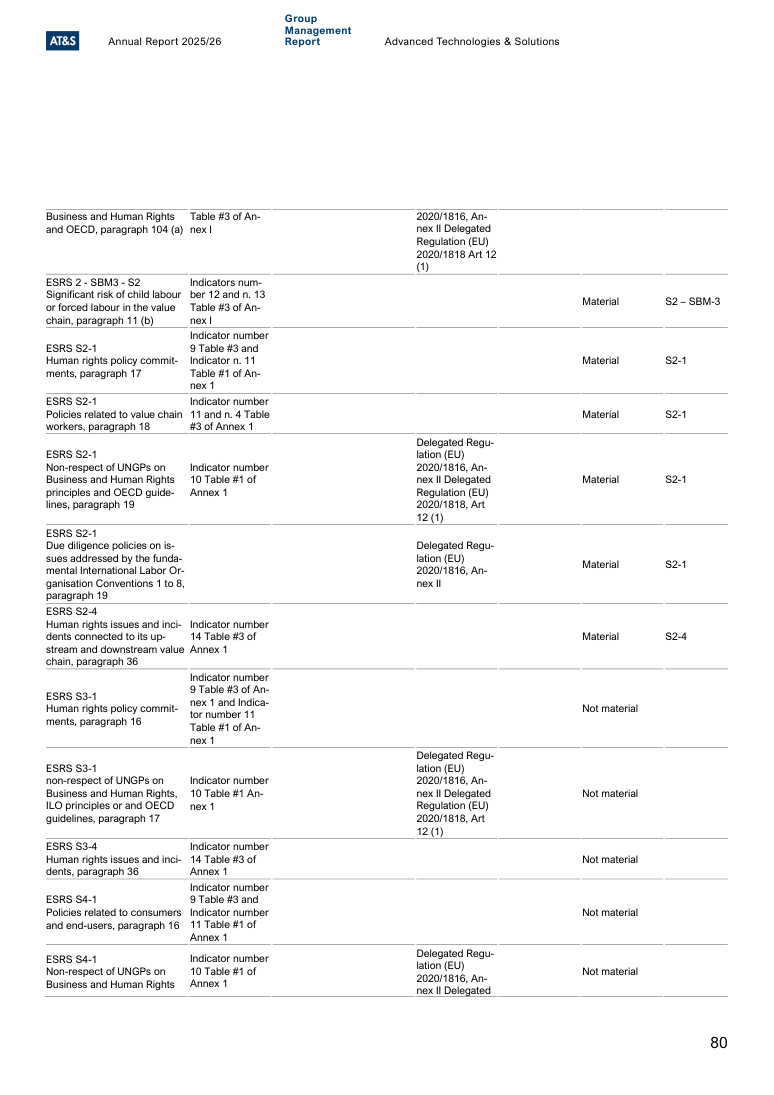 AT&S
Annual Report 2025/26
Group
Management
Report
Advanced Technologies & Solutions
Business and Human Rights
and OECD, paragraph 104 (a)
Table #3 of An-
nex I
2020/1816, An-
nex II Delegated
Regulation (EU)
2020/1818 Art 12
(1)
ESRS 2 - SBM3 - S2
Significant risk of child labour
or forced labour in the value
chain, paragraph 11 (b)
Indicators num-
ber 12 and n. 13
Table #3 of An-
nex I
Material
S2 – SBM-3
ESRS S2-1
Human rights policy commit-
ments, paragraph 17
Indicator number
9 Table #3 and
Indicator n. 11
Table #1 of An-
nex 1
Material
S2-1
ESRS S2-1
Policies related to value chain
workers, paragraph 18
Indicator number
11 and n. 4 Table
#3 of Annex 1
Material
S2-1
ESRS S2-1
Non-respect of UNGPs on
Business and Human Rights
principles and OECD guide-
lines, paragraph 19
Indicator number
10 Table #1 of
Annex 1
Delegated Regu-
lation (EU)
2020/1816, An-
nex II Delegated
Regulation (EU)
2020/1818, Art
12 (1)
Material
S2-1
ESRS S2-1
Due diligence policies on is-
sues addressed by the funda-
mental International Labor Or-
ganisation Conventions 1 to 8,
paragraph 19
Delegated Regu-
lation (EU)
2020/1816, An-
nex II
Material
S2-1
ESRS S2-4
Human rights issues and inci-
dents connected to its up-
stream and downstream value
chain, paragraph 36
Indicator number
14 Table #3 of
Annex 1
Material
S2-4
ESRS S3-1
Human rights policy commit-
ments, paragraph 16
Indicator number
9 Table #3 of An-
nex 1 and Indica-
tor number 11
Table #1 of An-
nex 1
Not material
ESRS S3-1
non-respect of UNGPs on
Business and Human Rights,
ILO principles or and OECD
guidelines, paragraph 17
Indicator number
10 Table #1 An-
nex 1
Delegated Regu-
lation (EU)
2020/1816, An-
nex II Delegated
Regulation (EU)
2020/1818, Art
12 (1)
Not material
ESRS S3-4
Human rights issues and inci-
dents, paragraph 36
Indicator number
14 Table #3 of
Annex 1
Not material
ESRS S4-1
Policies related to consumers
and end-users, paragraph 16
Indicator number
9 Table #3 and
Indicator number
11 Table #1 of
Annex 1
Not material
ESRS S4-1
Non-respect of UNGPs on
Business and Human Rights
Indicator number
10 Table #1 of
Annex 1
Delegated Regu-
lation (EU)
2020/1816, An-
nex II Delegated
Not material
80